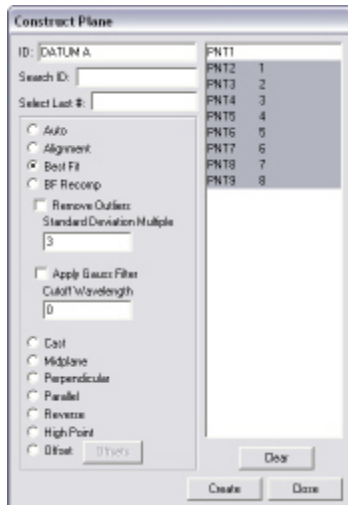 Construct Plane
ID: DATUM A
Search ID:
Select Last #:
Auto
Alignment
Best Fit
BF Recomp
Remove Outliers
Standard Deviation Multiple
3
Apply Gauss Filter
Cutoff Wavelength
0
Cast
Midplane
Perpendicular
Parallel
Reverse
High Point
Offset Offsets
PNT1
PNT2 1
PNT3 2
PNT4 3
PNT5 4
PNT6 5
PNT7 6
PNT8 7
PNT9 8
Clear
Create Close